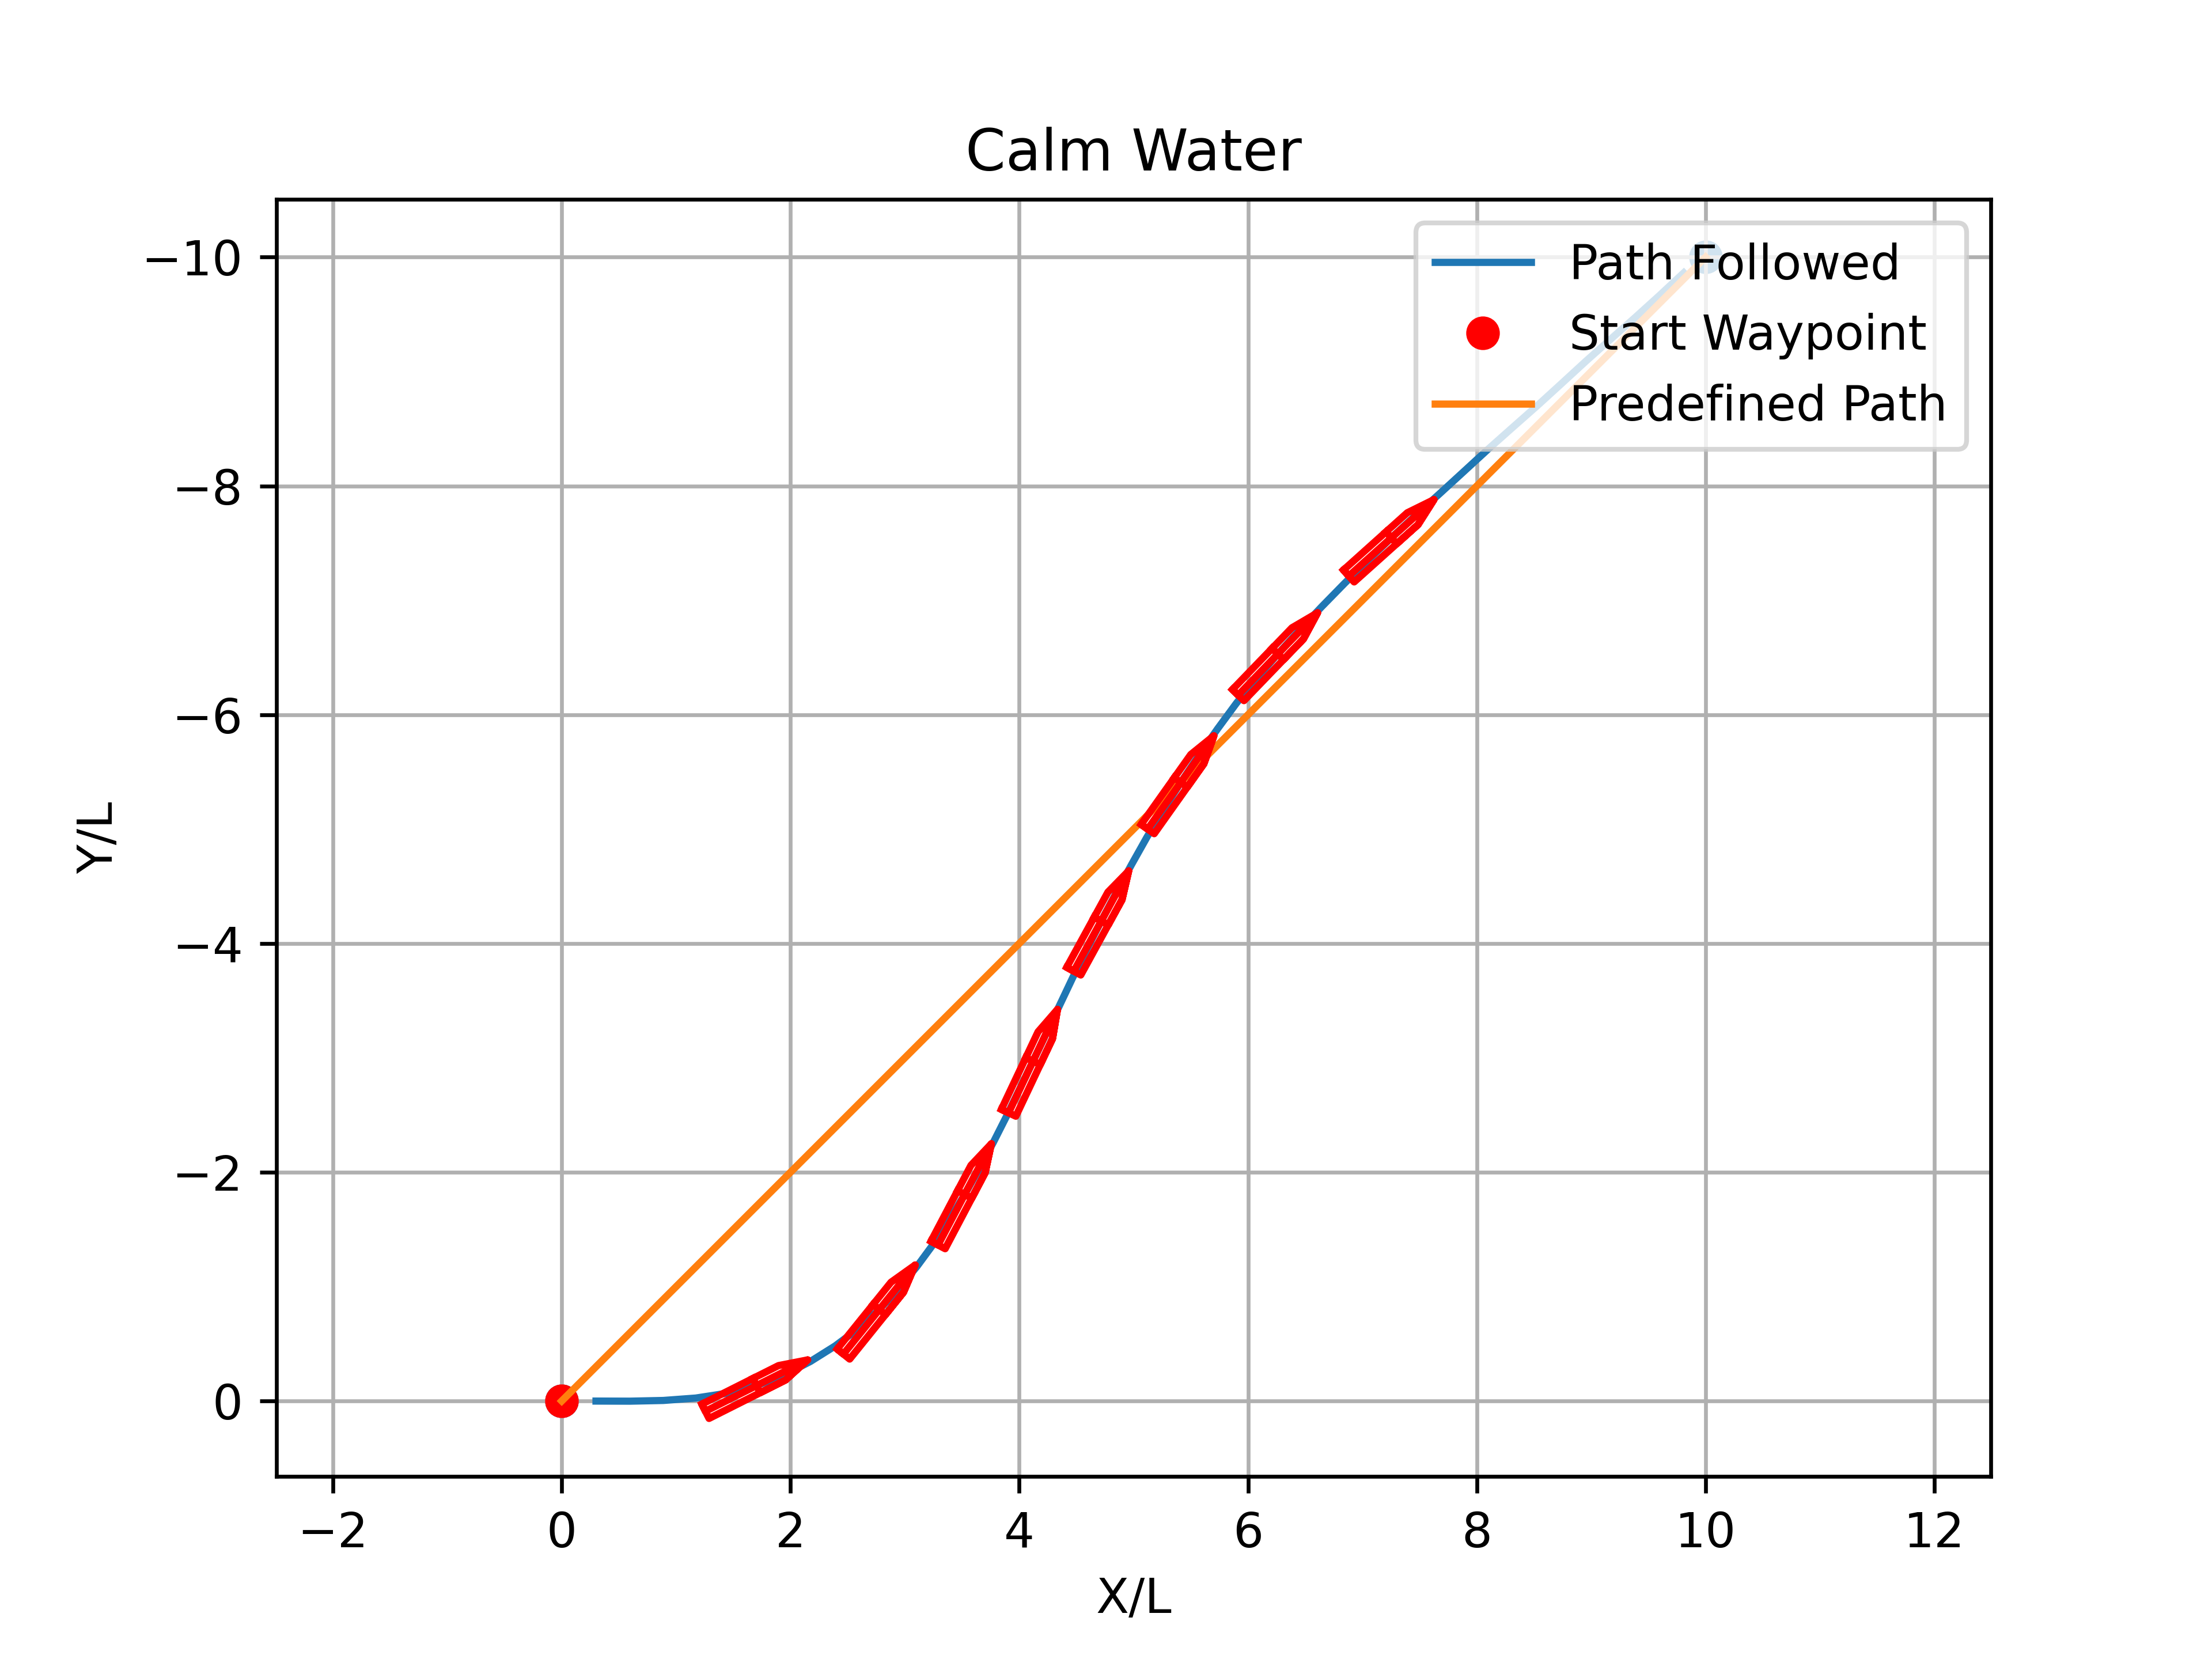 Calm Water
Path Followed
Start Waypoint
Predefined Path
−10
−8
−6
−4
−2
0
Y/L
−2 0 2 4 6 8 10 12
X/L